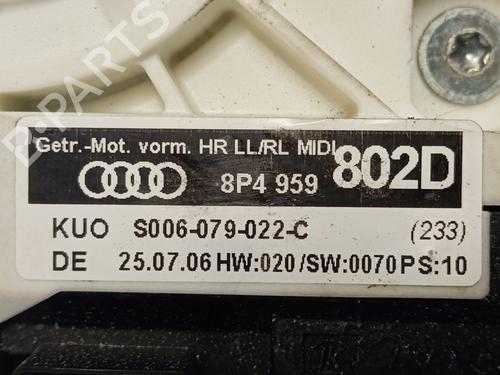 B-PARTS
Getr.-Mot. vorm. HR LL/RL MIDI
8P4 959 802D
KUO S006-079-022-C (233)
DE 25.07.06 HW:020/SW:0070 PS:10